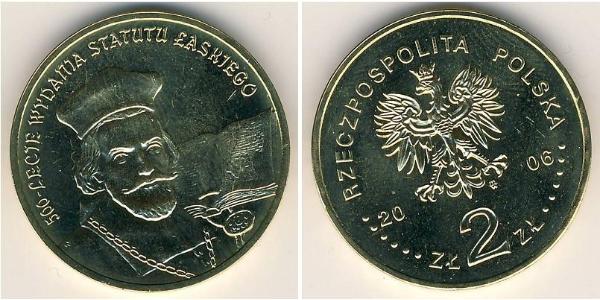 500-LECIE WYDANIA STATUTU ŁASKIEGO
RZECZPOSPOLITA POLSKA
20 06
ZŁ 2 ZŁ